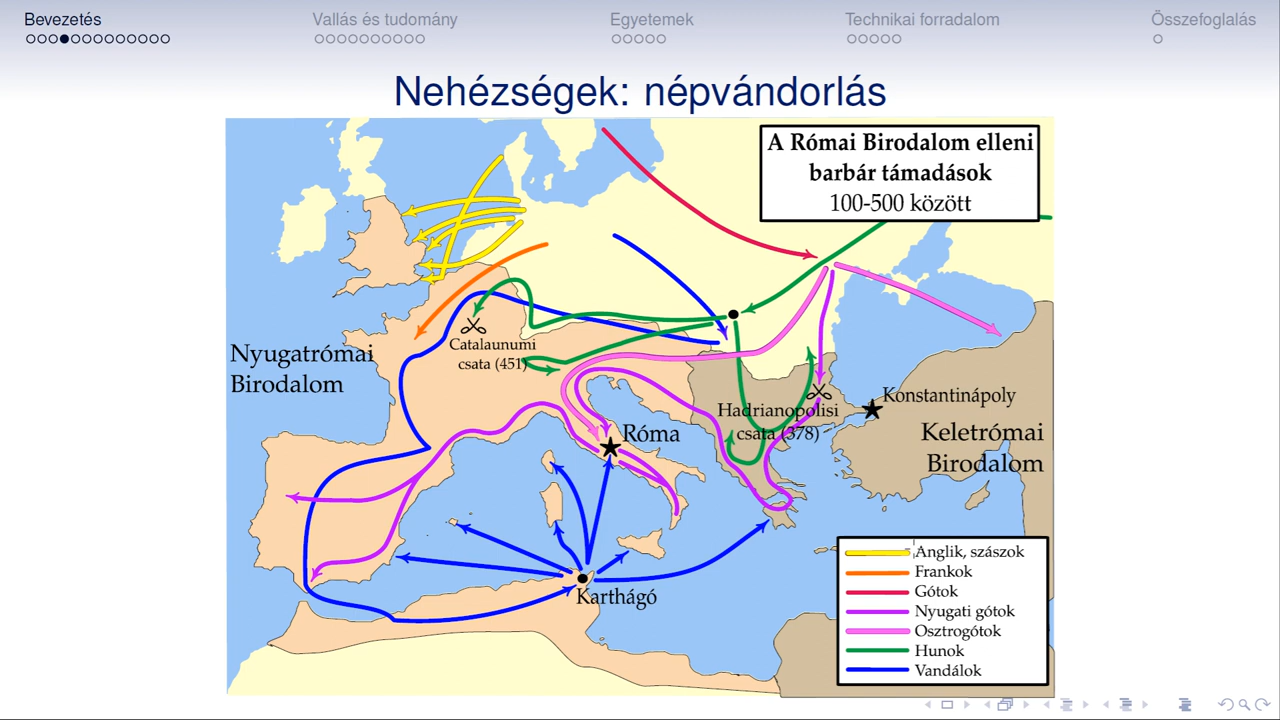 Bevezetés
Vallás és tudomány
Egyetemek
Technikai forradalom
Összefoglalás
Nehézségek: népvándorlás
A Római Birodalom elleni
barbár támadások
100-500 között
Catalaunumi
csata (451)
Nyugatrómai
Birodalom
Hadrianopolisi
csata (378)
Konstantinápoly
Róma
Keletrómai
Birodalom
Karthágó
Anglik, szászok
Frankok
Gótok
Nyugati gótok
Osztrogótok
Hunok
Vandálok